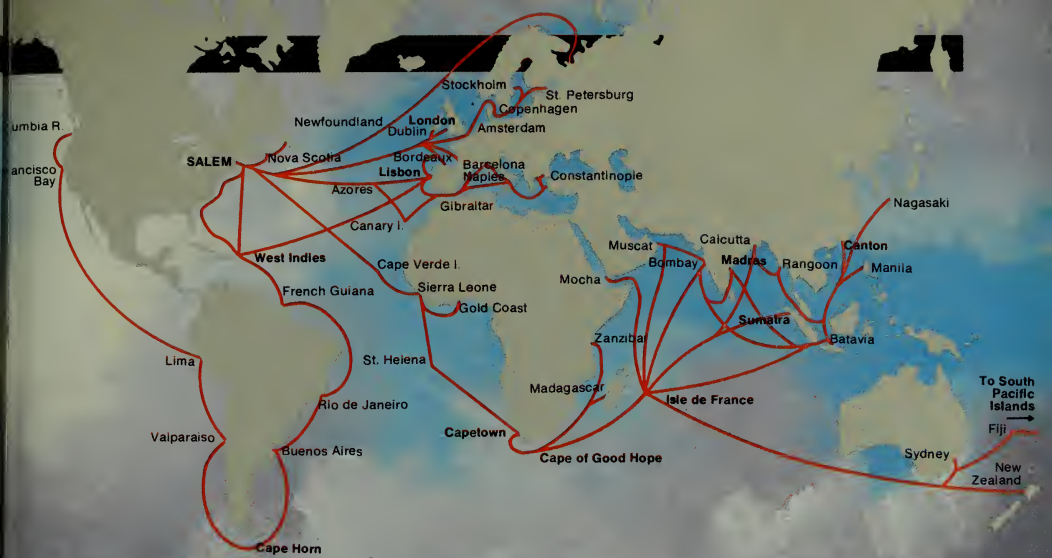 Stockholm
St. Petersburg
Copenhagen
Newfoundland
London
Dublin
Amsterdam
umbia R.
SALEM
Nova Scotia
Bordeaux
Barcelona
ancisco
Bay
Lisbon
Naples
Constantinople
Azores
Gibraltar
Nagasaki
Canary I.
Muscat
Calcutta
Canton
West Indies
Cape Verde I.
Bombay
Madras
Rangoon
Manila
Mocha
French Guiana
Sierra Leone
Gold Coast
Sumatra
Zanzibar
Batavia
Lima
St. Helena
Madagascar
To South
Pacific
Islands
Isle de France
Rio de Janeiro
Fiji
Valparaiso
Capetown
Buenos Aires
Cape of Good Hope
Sydney
New
Zealand
Cape Horn